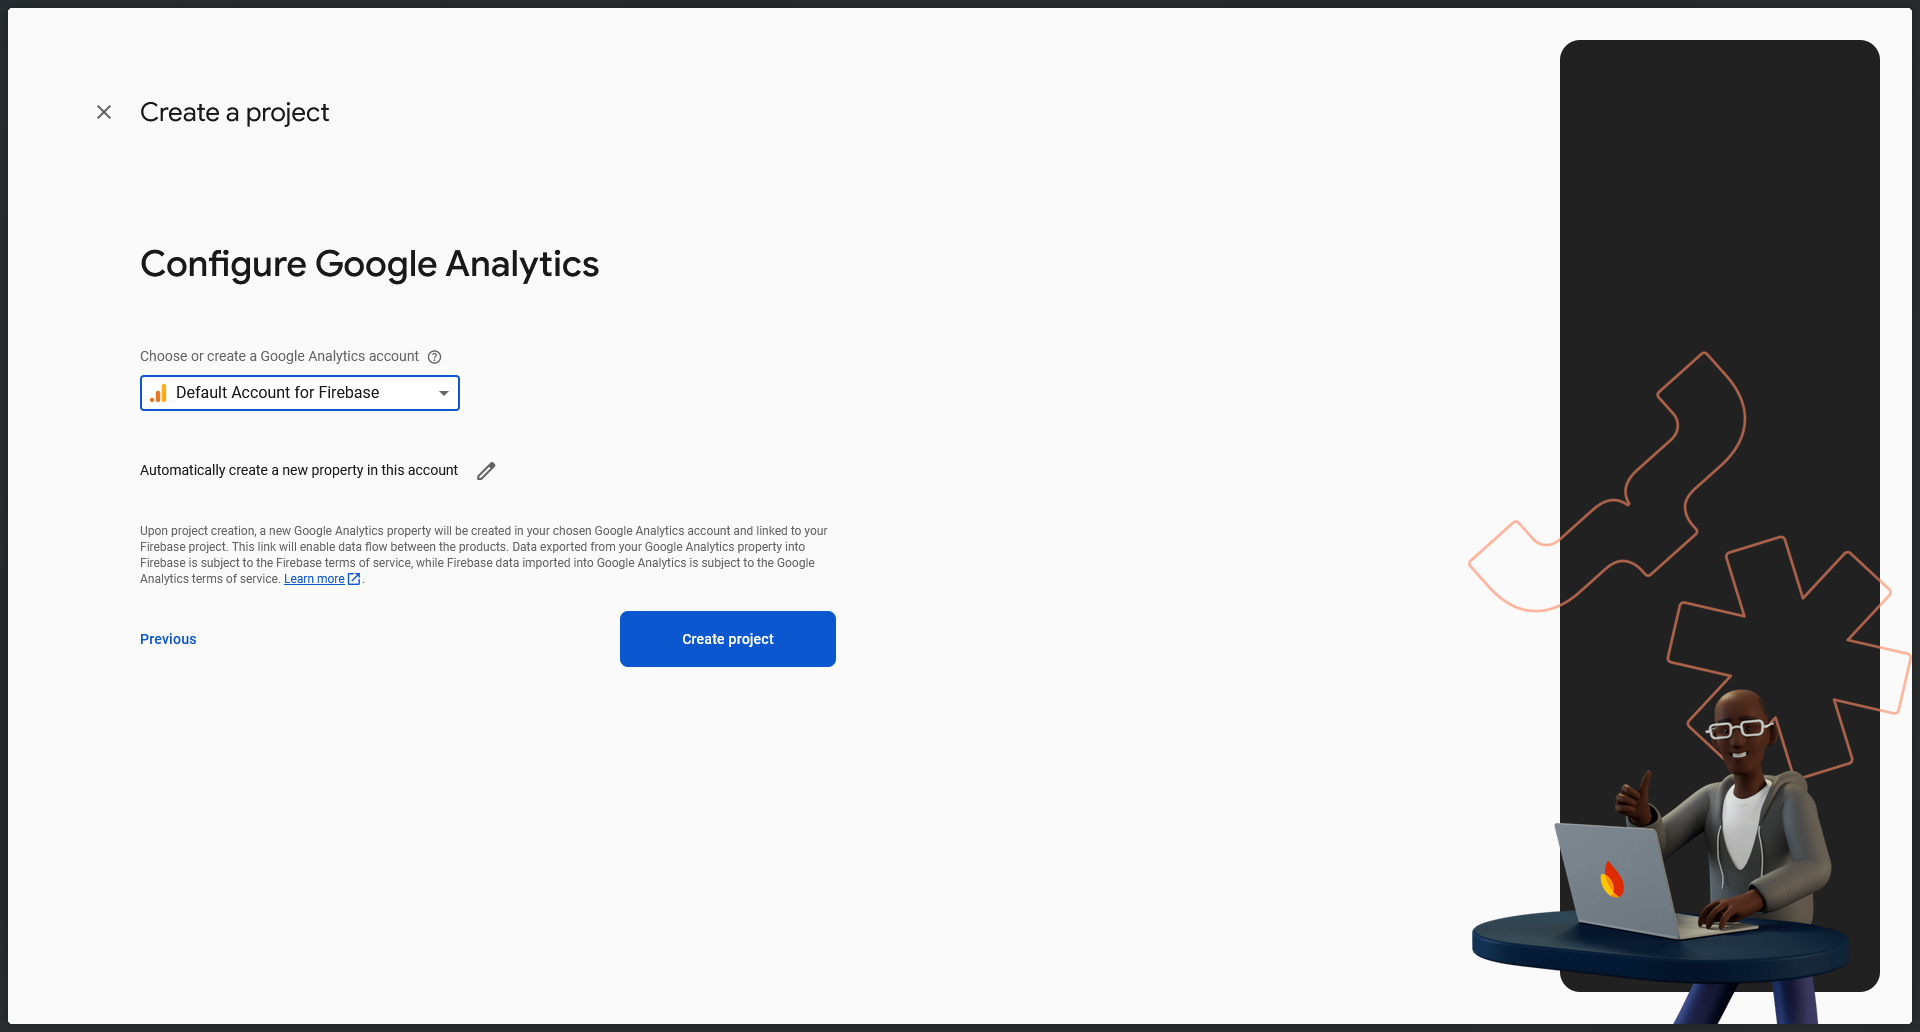 Create a project
Configure Google Analytics
Choose or create a Google Analytics account
Default Account for Firebase
Automatically create a new property in this account
Upon project creation, a new Google Analytics property will be created in your chosen Google Analytics account and linked to your
Firebase project. This link will enable data flow between the products. Data exported from your Google Analytics property into
Firebase is subject to the Firebase terms of service, while Firebase data imported into Google Analytics is subject to the Google
Analytics terms of service. Learn more.
Previous
Create project